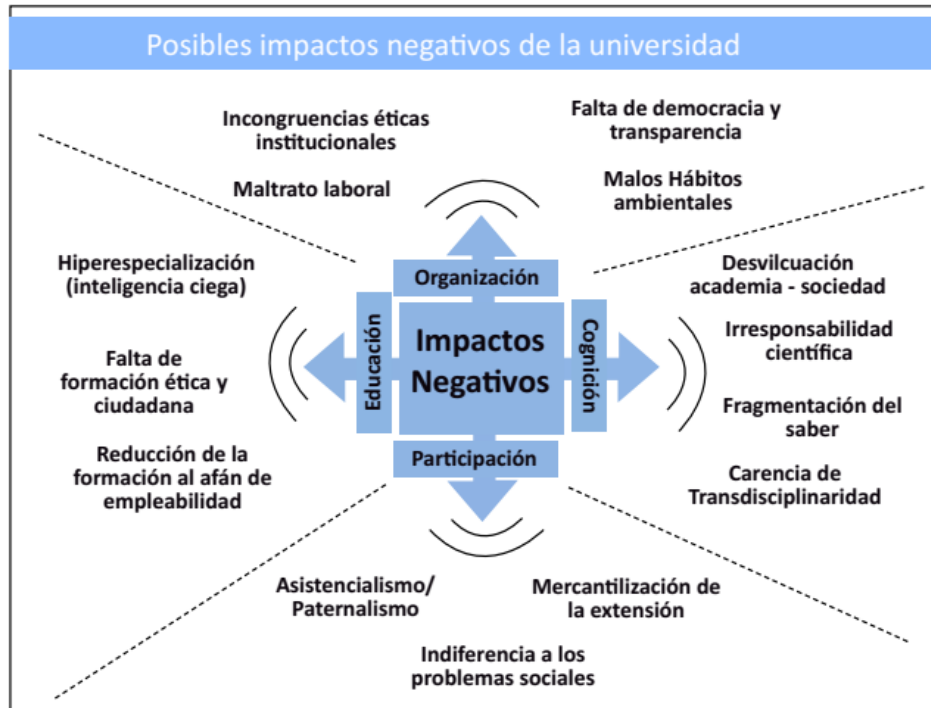 Posibles impactos negativos de la universidad
Incongruencias éticas
institucionales
Maltrato laboral
Falta de democracia y
transparencia
Malos Hábitos
ambientales
Hiperespecialización
(inteligencia ciega)
Falta de
formación ética y
ciudadana
Reducción de la
formación al afán de
empleabilidad
Organización
Educación
Impactos
Negativos
Cognición
Participación
Desvilcuación
academia - sociedad
Irresponsabilidad
científica
Fragmentación del
saber
Carencia de
Transdisciplinaridad
Asistencialismo/
Paternalismo
Mercantilización de
la extensión
Indiferencia a los
problemas sociales